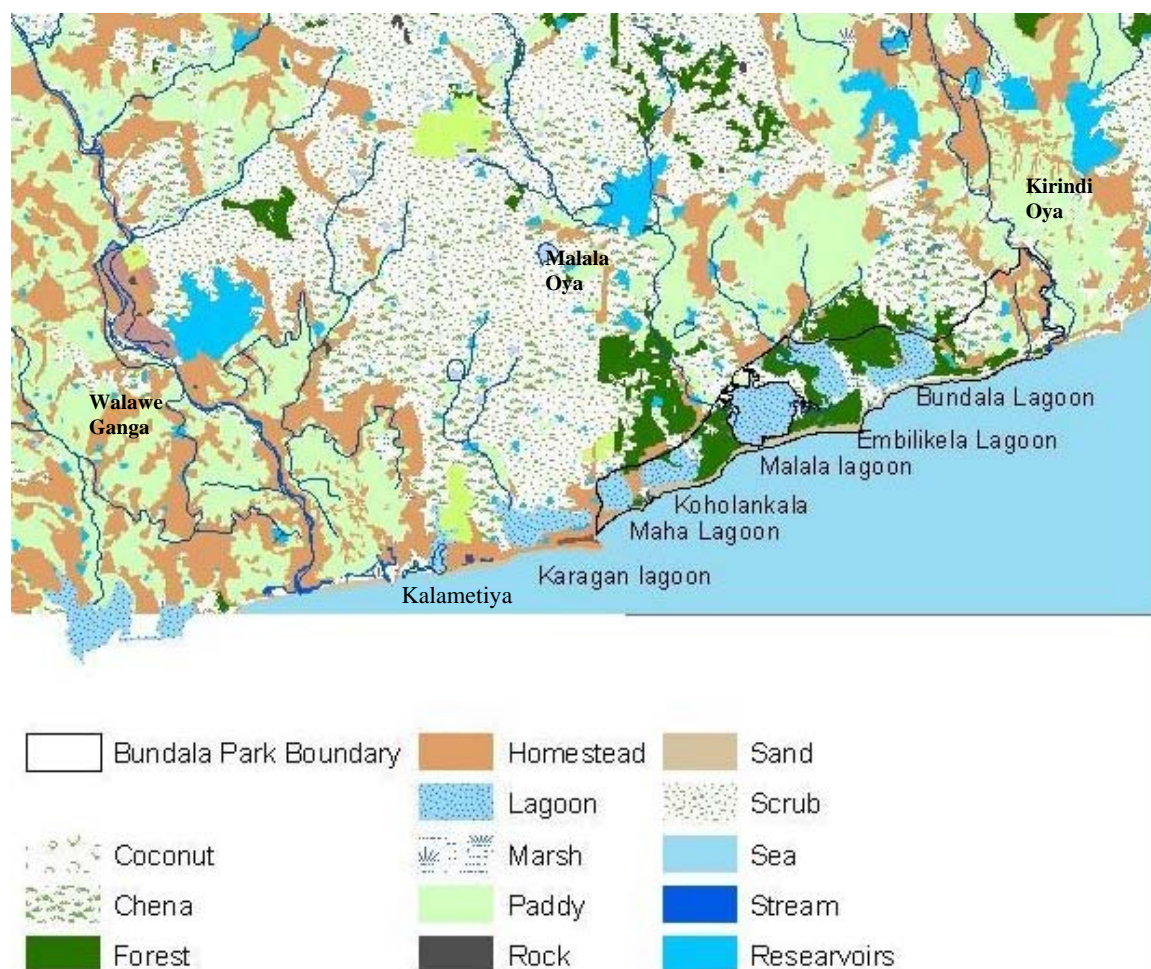 Kirindi
Oya
Malala
Oya
Walawe
Ganga
Bundala Lagoon
Embilikela Lagoon
Malala lagoon
Koholankala
Maha Lagoon
Karagan lagoon
Kalametiya
Bundala Park Boundary
Homestead
Sand
Lagoon
Scrub
Coconut
Marsh
Sea
Chena
Paddy
Stream
Forest
Rock
Researvoirs